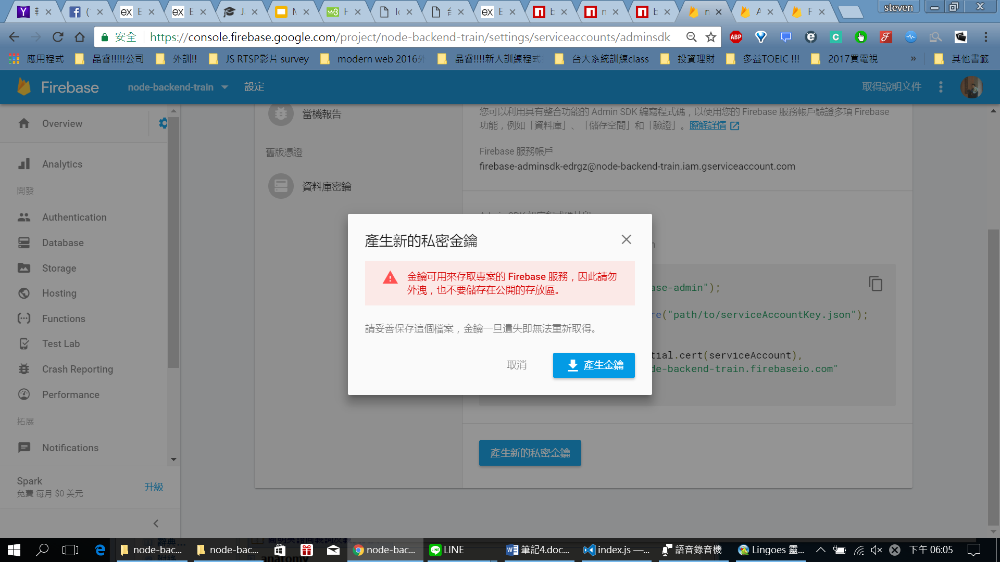 steven
安全
https://console.firebase.google.com/project/node-backend-train/settings/serviceaccounts/adminsdk
應用程式
晶睿!!!!!公司
外訓!!
JS RTSP影片 survey
modern web 2016
晶睿!!!!新人訓練程式
台大系統訓練class
投資理財
多益TOEIC !!!
2017買電視
»
其他書籤
Firebase
node-backend-train
設定
取得說明文件
Overview
Analytics
開發
Authentication
Database
Storage
Hosting
Functions
Test Lab
Crash Reporting
Performance
拓展
Notifications
Spark
免費 每月 $0 美元
升級
當機報告
舊版憑證
資料庫密鑰
您可以利用具有整合功能的 Admin SDK 編寫程式碼，以使用您的 Firebase 服務帳戶驗證多項 Firebase
功能，例如「資料庫」、「儲存空間」和「驗證」。瞭解詳情
Firebase 服務帳戶
firebase-adminsdk-edrgz@node-backend-train.iam.gserviceaccount.com
產生新的私密金鑰
金鑰可用來存取專案的 Firebase 服務，因此請勿
外洩，也不要儲存在公開的存放區。
請妥善保存這個檔案，金鑰一旦遺失即無法重新取得。
取消
產生金鑰
ase-admin");
re("path/to/serviceAccountKey.json");
tial.cert(serviceAccount),
de-backend-train.firebaseio.com"
產生新的私密金鑰
node-bac...
node-bac...
node-bac...
LINE
筆記4.doc...
index.js —...
語音錄音機
Lingoes 靈...
下午 06:05